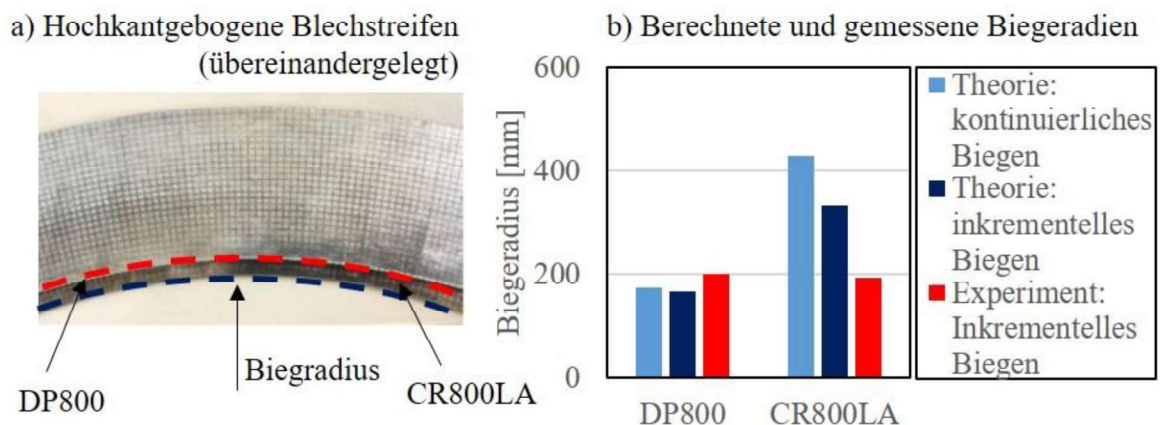 a) Hochkantgebogene Blechstreifen
(übereinandergelegt)
DP800
Biegradius
CR800LA
b) Berechnete und gemessene Biegeradien
Biegeradius [mm]
600
400
200
0
DP800
CR800LA
Theorie:
kontinuierliches
Biegen
Theorie:
inkrementelles
Biegen
Experiment:
Inkrementelles
Biegen